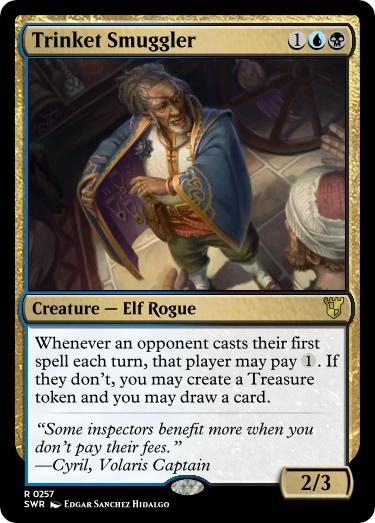 Trinket Smuggler 1
Creature — Elf Rogue
Whenever an opponent casts their first
spell each turn, that player may pay 1. If
they don't, you may create a Treasure
token and you may draw a card.
“Some inspectors benefit more when you
don't pay their fees.”
—Cyril, Volaris Captain
2/3
R 0257
SWR Edgar Sanchez Hidalgo